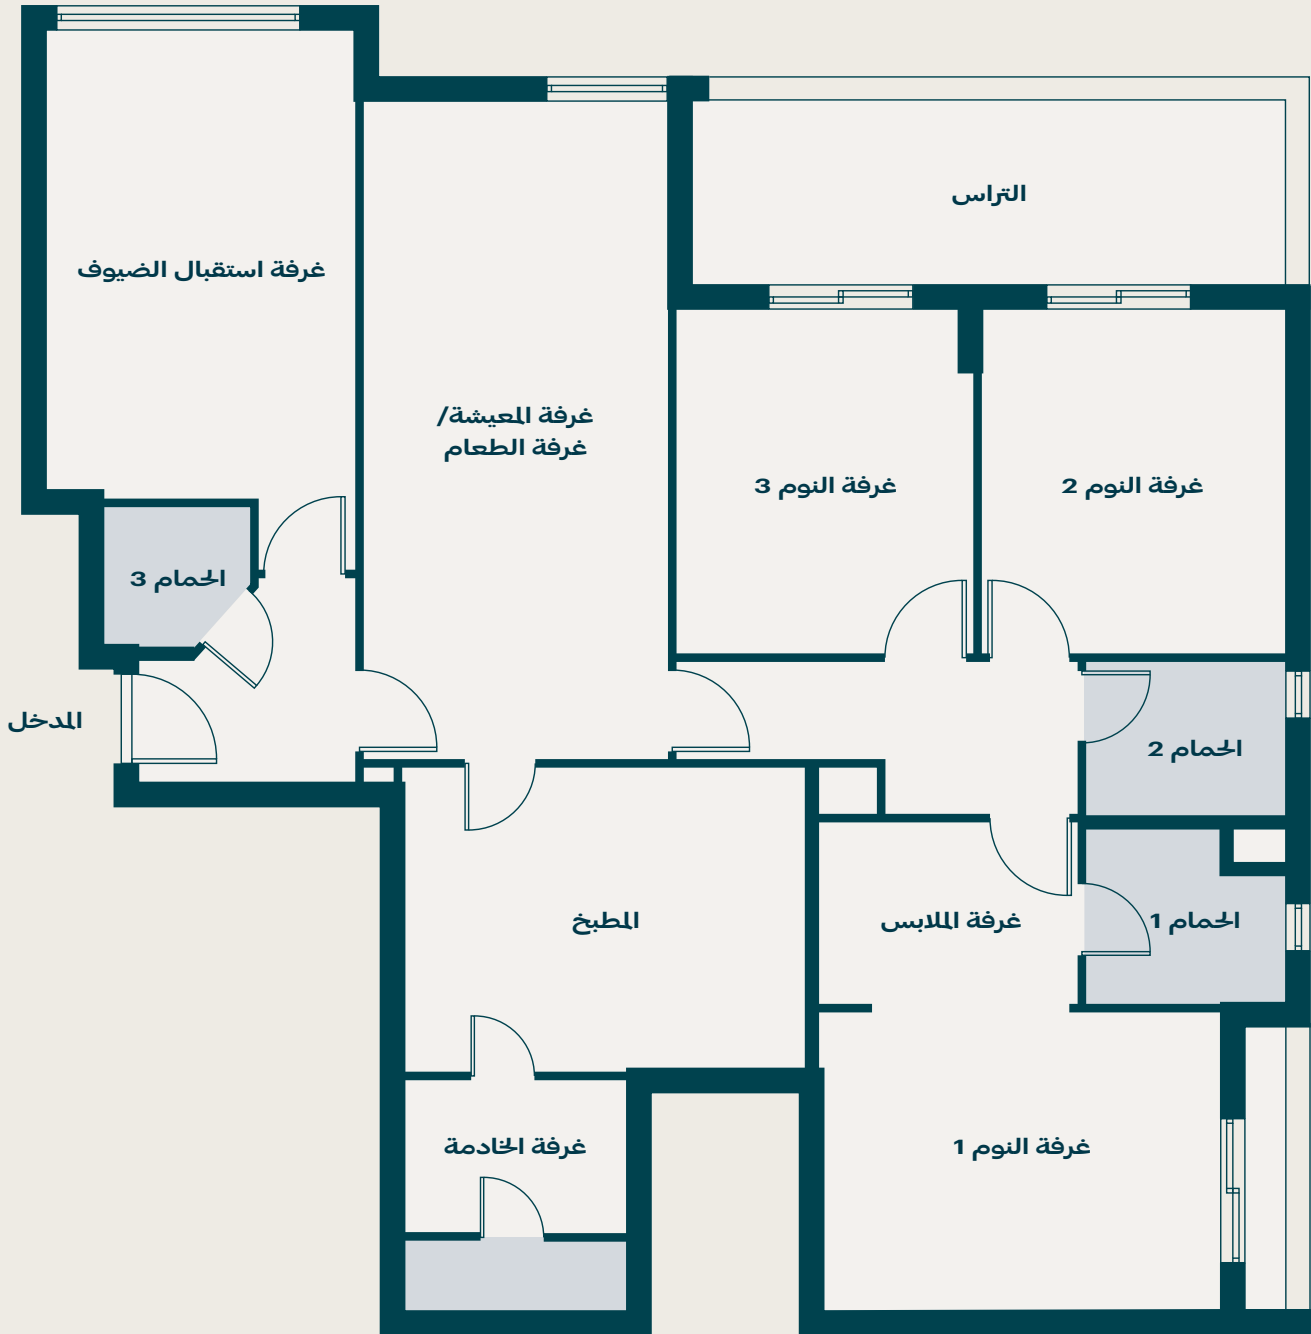 التراس
غرفة استقبال الضيوف
غرفة المعيشة/
غرفة الطعام
غرفة النوم 2
غرفة النوم 3
الحمام 3
المدخل
الحمام 2
الحمام 1
غرفة الملابس
المطبخ
غرفة النوم 1
غرفة الخادمة